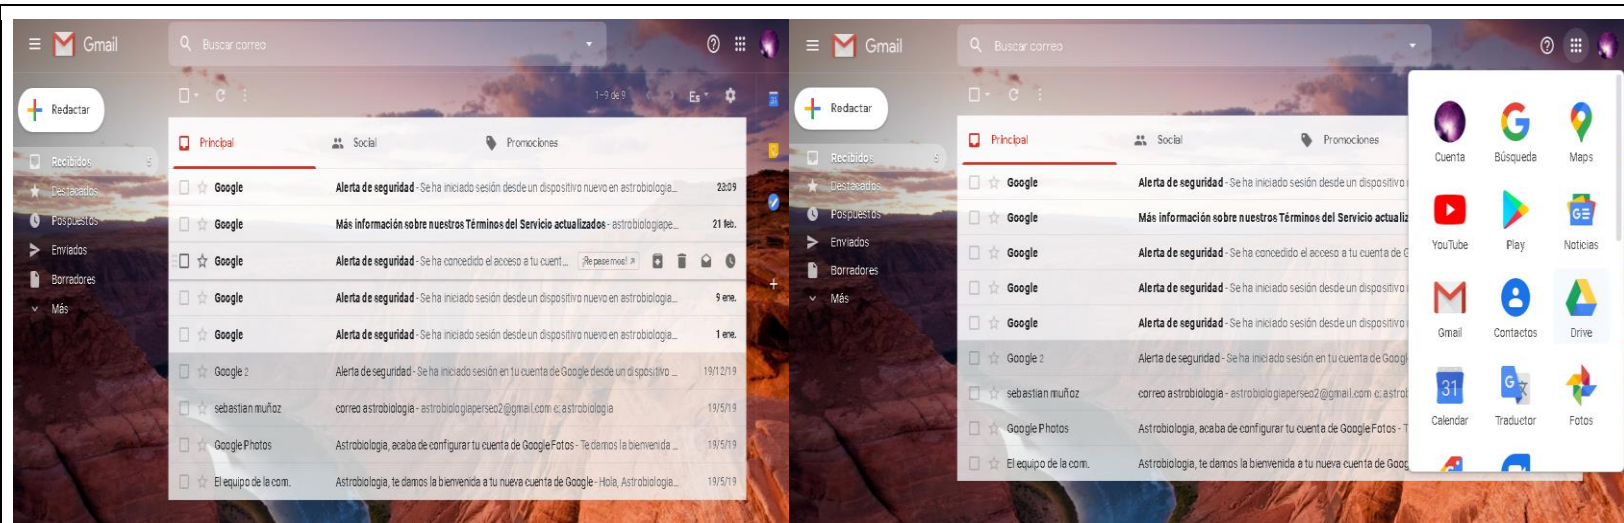 Gmail
Buscar correo
1-9 de 9
Es
Redactar
Principal
Social
Promociones
Recibidos
Destacados
Pospuestos
Enviados
Borradores
Más
Google Alerta de seguridad - Se ha iniciado sesión desde un dispositivo nuevo en astrobiologia... 22:09
Google Más información sobre nuestros Términos del Servicio actualizados - astrobiologiape... 21 feb.
Google Alerta de seguridad - Se ha concedido el acceso a tu cuent... ¡Repasemos!
Google Alerta de seguridad - Se ha iniciado sesión desde un dispositivo nuevo en astrobiologia... 9 ene.
Google Alerta de seguridad - Se ha iniciado sesión desde un dispositivo nuevo en astrobiologia... 1 ene.
Google 2 Alerta de seguridad - Se ha iniciado sesión en tu cuenta de Google desde un dispositivo ... 19/12/19
sebastian muñoz correo astrobiologia - astrobiologiaperseo2@gmail.com c: astrobiologia 19/5/19
Google Photos Astrobiologia, acaba de configurar tu cuenta de Google Fotos - Te damos la bienvenida ... 19/5/19
El equipo de la com. Astrobiologia, te damos la bienvenida a tu nueva cuenta de Google - Hola, Astrobiologia... 19/5/19
Gmail
Buscar correo
Redactar
Principal
Social
Promociones
Recibidos
Destacados
Pospuestos
Enviados
Borradores
Más
Google Alerta de seguridad - Se ha iniciado sesión desde un dispositivo
Google Más información sobre nuestros Términos del Servicio actualiz
Google Alerta de seguridad - Se ha concedido el acceso a tu cuenta de G
Google Alerta de seguridad - Se ha iniciado sesión desde un dispositivo
Google Alerta de seguridad - Se ha iniciado sesión desde un dispositivo
Google 2 Alerta de seguridad - Se ha iniciado sesión en tu cuenta de Googl
sebastian muñoz correo astrobiologia - astrobiologiaperseo2@gmail.com c: astrob
Google Photos Astrobiologia, acaba de configurar tu cuenta de Google Fotos - T
El equipo de la com. Astrobiologia, te damos la bienvenida a tu nueva cuenta de Goog
Cuenta Búsqueda Maps
YouTube Play Noticias
Gmail Contactos Drive
31
Calendar Traductor Fotos